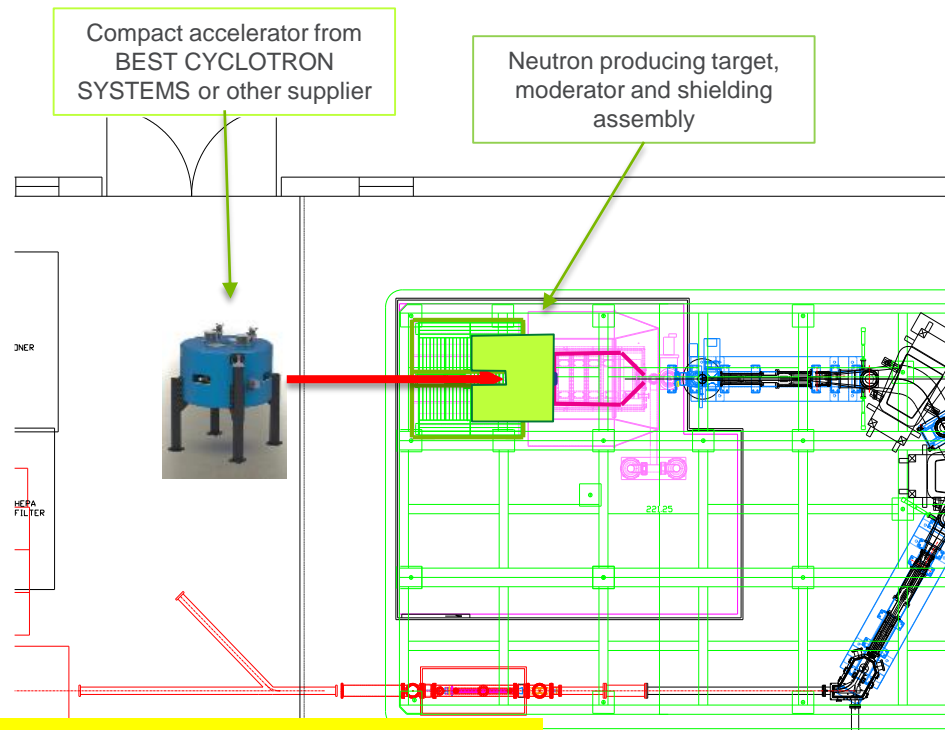 Compact accelerator from
BEST CYCLOTRON
SYSTEMS or other supplier
Neutron producing target,
moderator and shielding
assembly
HEPA
FILTER
221.25